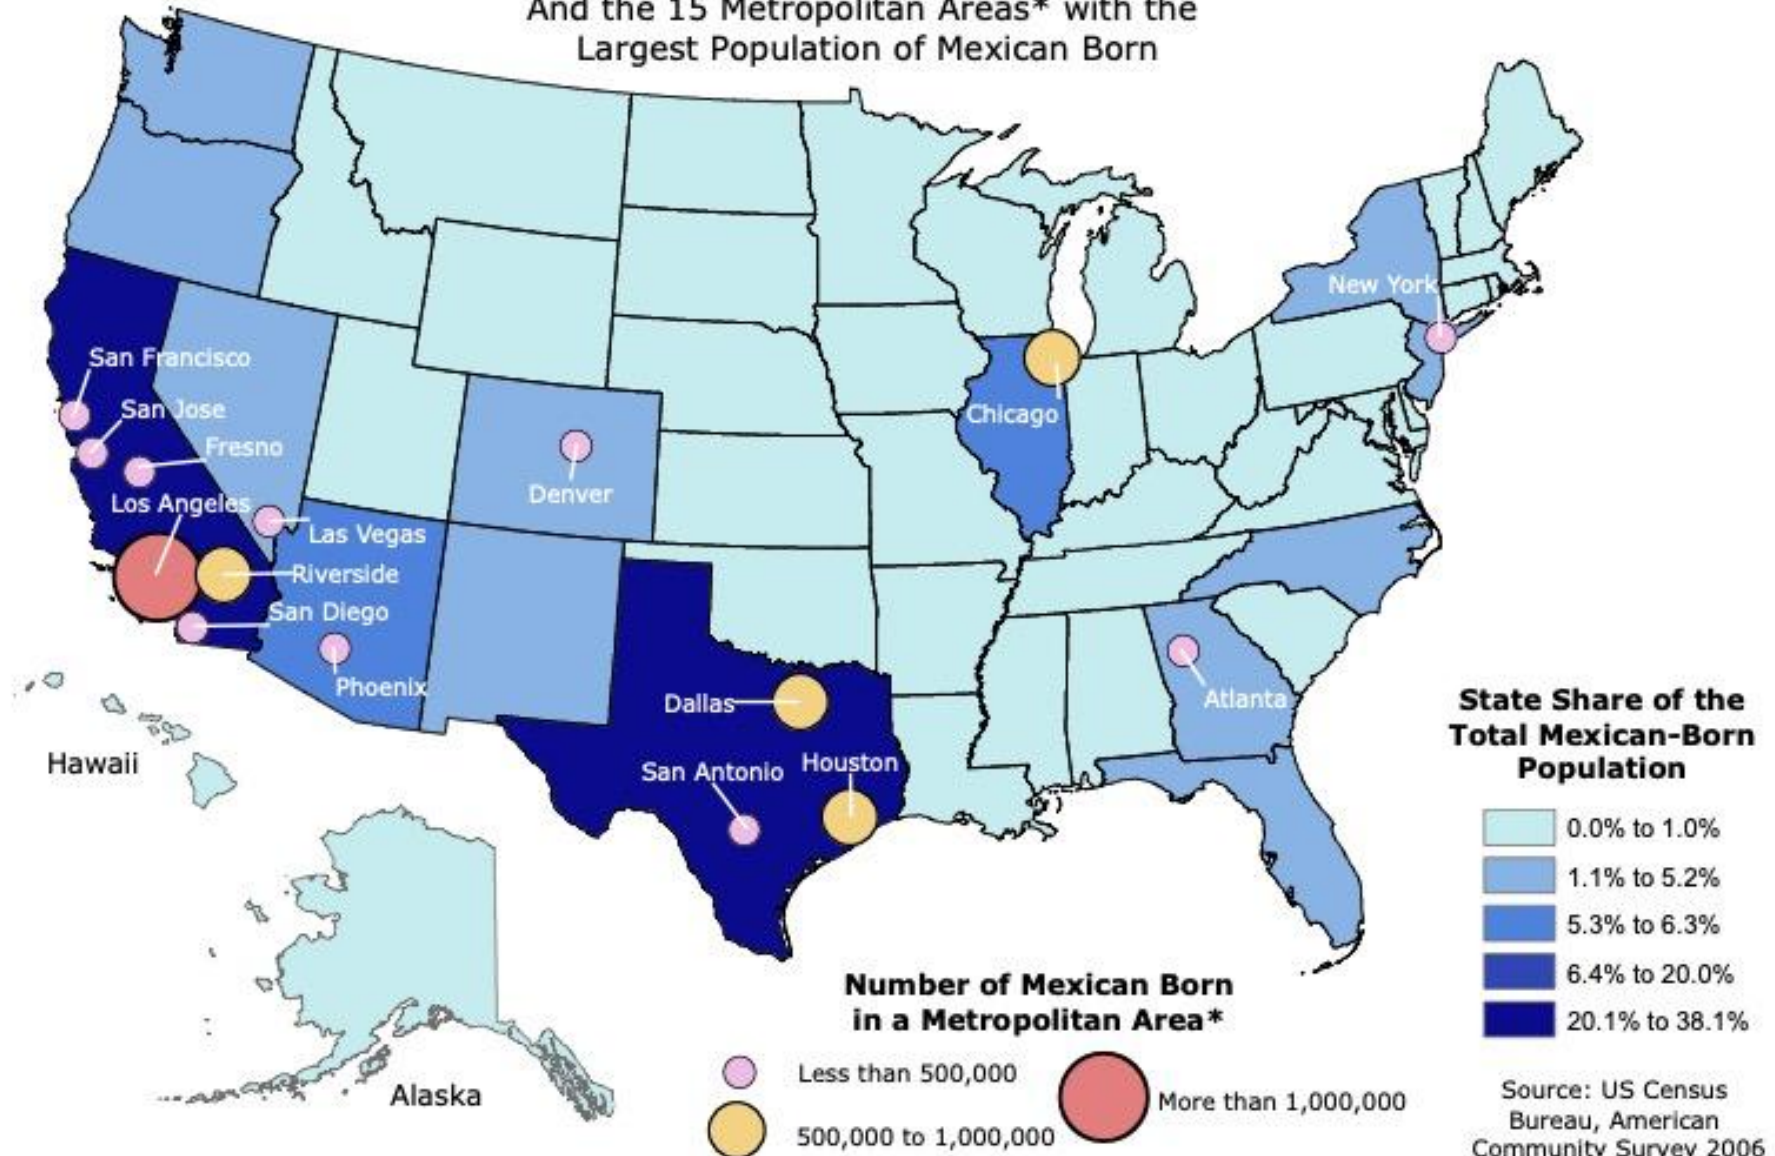 And the 15 Metropolitan Areas* with the
Largest Population of Mexican Born
New York
San Francisco
San Jose
Fresno
Chicago
Los Angeles
Denver
Las Vegas
Riverside
San Diego
Phoenix
Dallas
Atlanta
San Antonio
Houston
Hawaii
Alaska
State Share of the
Total Mexican-Born
Population
0.0% to 1.0%
1.1% to 5.2%
5.3% to 6.3%
6.4% to 20.0%
20.1% to 38.1%
Number of Mexican Born
in a Metropolitan Area*
Less than 500,000
500,000 to 1,000,000
More than 1,000,000
Source: US Census
Bureau, American
Community Survey 2006